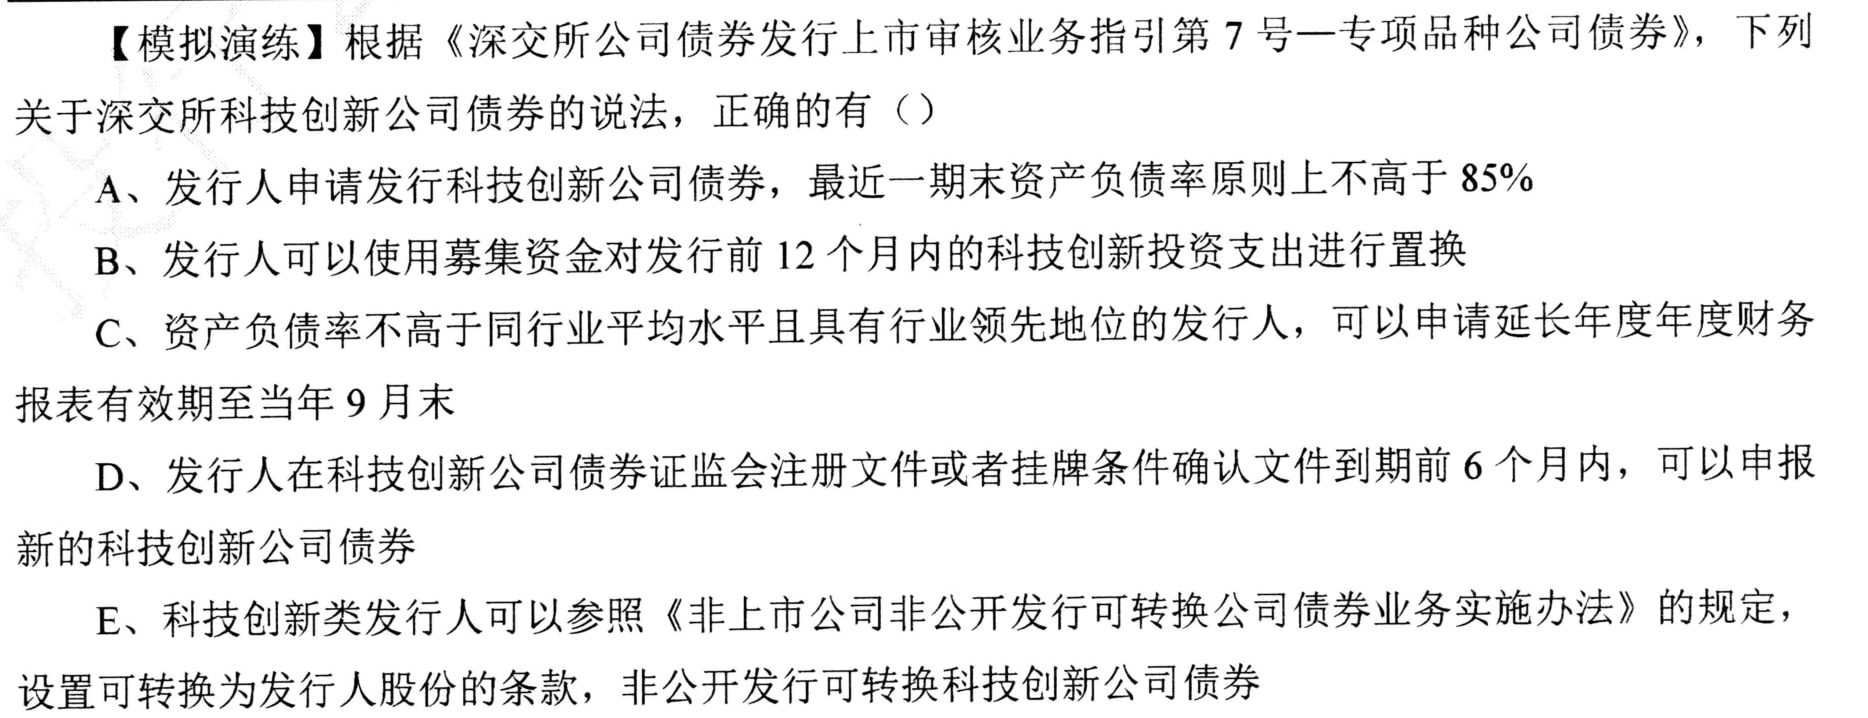 【模拟演练】根据《深交所公司债券发行上市审核业务指引第 7 号—专项品种公司债券》，下列
关于深交所科技创新公司债券的说法，正确的有（）
A、发行人申请发行科技创新公司债券，最近一期末资产负债率原则上不高于 85%
B、发行人可以使用募集资金对发行前 12 个月内的科技创新投资支出进行置换
C、资产负债率不高于同行业平均水平且具有行业领先地位的发行人，可以申请延长年度年度财务
报表有效期至当年 9 月末
D、发行人在科技创新公司债券证监会注册文件或者挂牌条件确认文件到期前 6 个月内，可以申报
新的科技创新公司债券
E、科技创新类发行人可以参照《非上市公司非公开发行可转换公司债券业务实施办法》的规定，
设置可转换为发行人股份的条款，非公开发行可转换科技创新公司债券